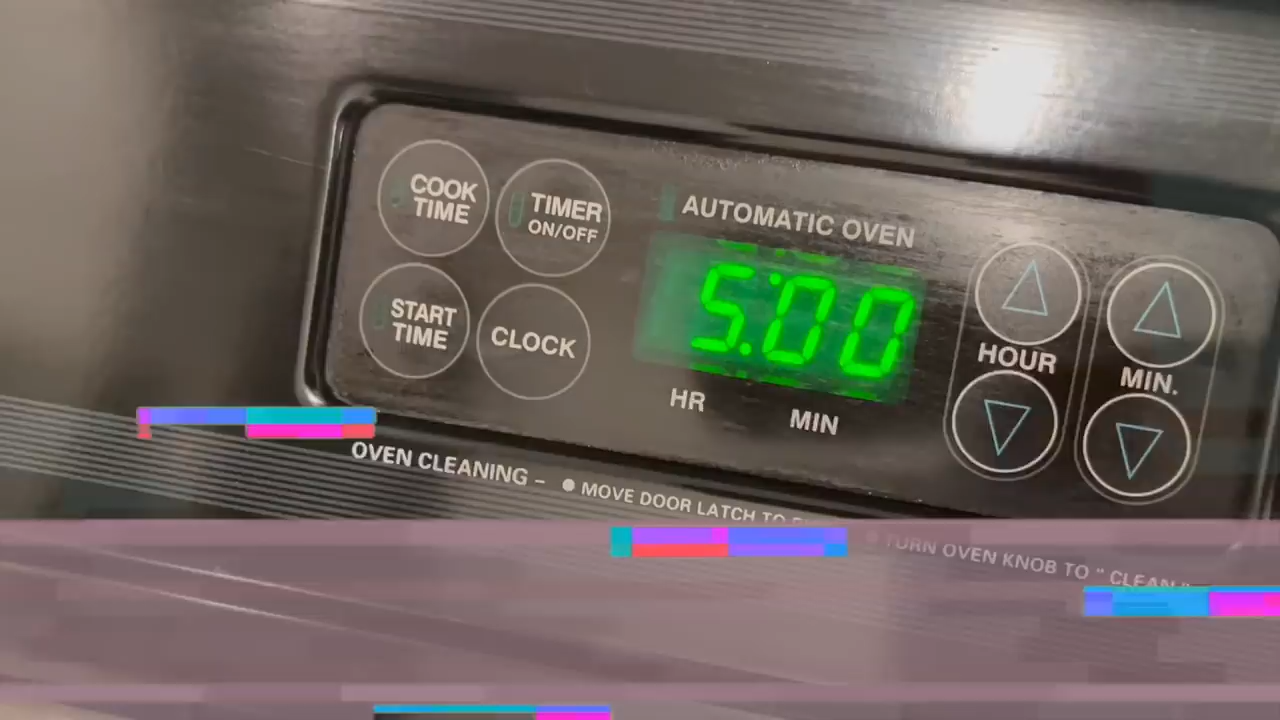 COOK
TIME
TIMER
ON/OFF
AUTOMATIC OVEN
START
TIME
CLOCK
5:00
HR
MIN
HOUR
MIN.
OVEN CLEANING – ● MOVE DOOR LATCH TO
● TURN OVEN KNOB TO " CLEAN "